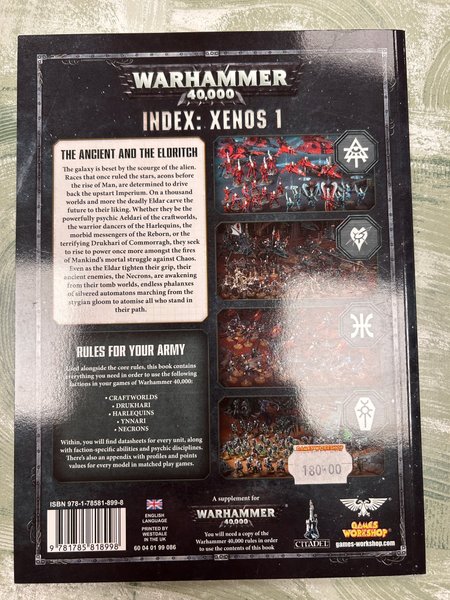 WARHAMMER
40,000
INDEX: XENOS 1
THE ANCIENT AND THE ELDRITCH
The galaxy is beset by the scourge of the alien.
Races that once ruled the stars, aeons before
the rise of Man, are determined to drive
back the upstart Imperium. On a thousand
worlds and more the deadly Eldar carve the
future to their liking. Whether they be the
powerfully psychic Aeldari of the craftworlds,
the warrior dancers of the Harlequins, the
morbid messengers of the Reborn, or the
terrifying Drukhari of Commorragh, they seek
to rise to power once more amongst the fires
of Mankind's mortal struggle against Chaos.
Even as the Eldar tighten their grip, their
ancient enemies, the Necrons, are awakening
from their tomb worlds, endless phalanxes
of silvered automatons marching from the
stygian gloom to atomise all who stand in
their path.
RULES FOR YOUR ARMY
Used alongside the core rules, this book contains
everything you need in order to use the following
factions in your games of Warhammer 40,000:
• CRAFTWORLDS
• DRUKHARI
• HARLEQUINS
• YNNARI
• NECRONS
Within, you will find datasheets for every unit, along
with faction-specific abilities and psychic disciplines.
There's also an appendix with profiles and points
values for every model in matched play games.
180.00
ISBN 978-1-78581-899-8
9 781785 818998
ENGLISH
LANGUAGE
PRINTED BY
WESTDALE
IN THE UK
60 04 01 99 086
A supplement for
WARHAMMER
40,000
You will need a copy of the
Warhammer 40,000 rules in order
to use the contents of this book
CITADEL
GAMES
WORKSHOP
games-workshop.com